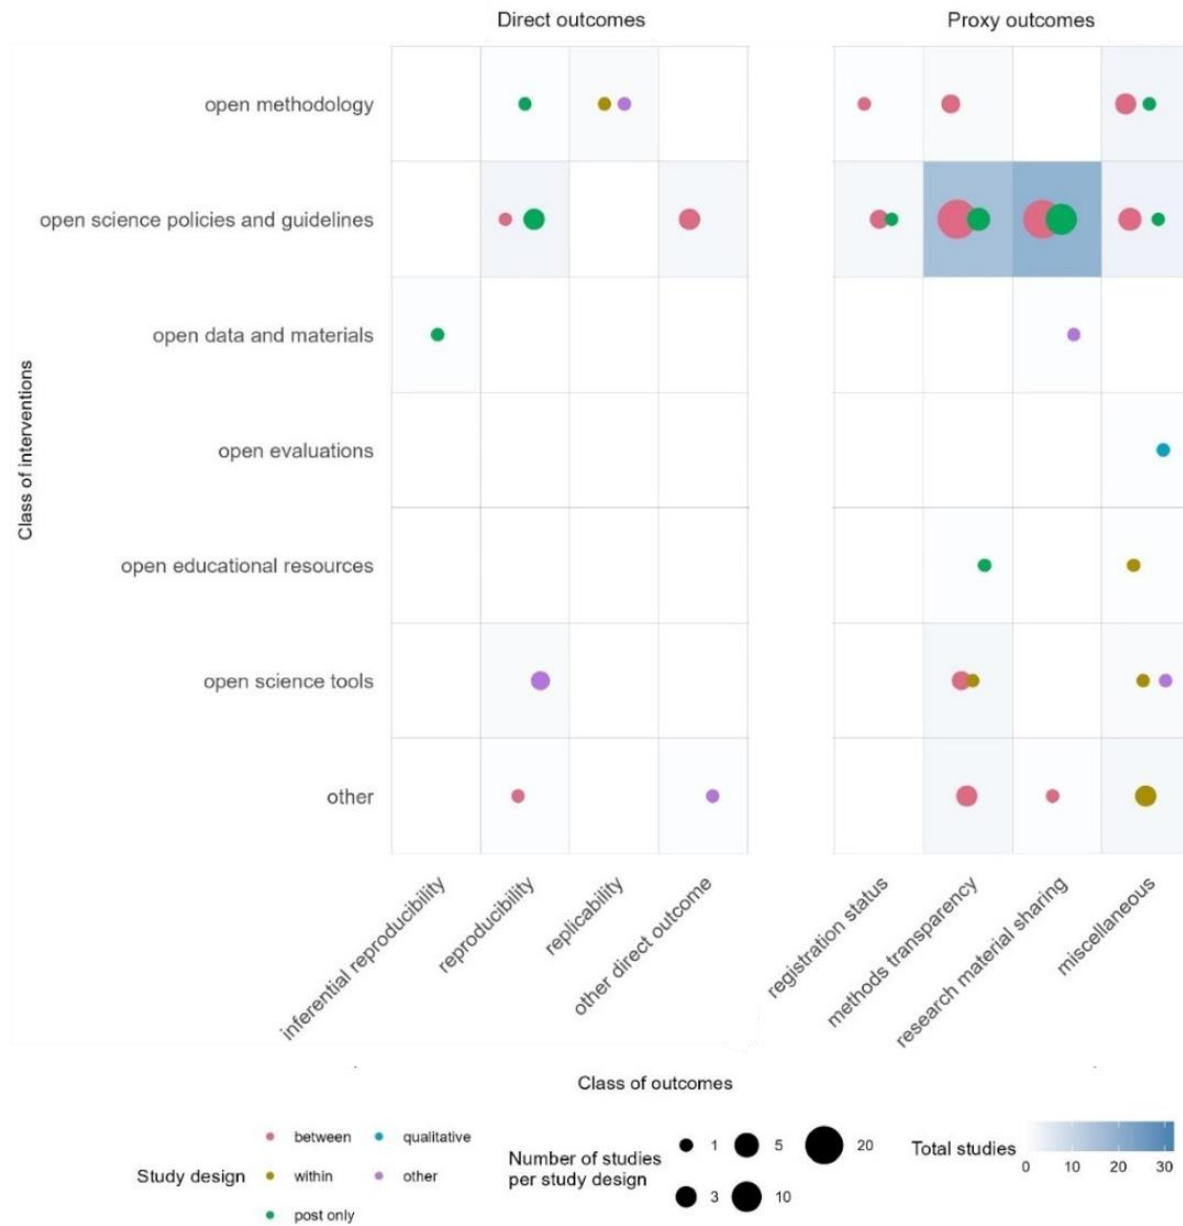 Direct outcomes
Proxy outcomes
open methodology
open science policies and guidelines
open data and materials
open evaluations
open educational resources
open science tools
other
Class of interventions
inferential reproducibility
reproducibility
replicability
other direct outcome
registration status
methods transparency
research material sharing
miscellaneous
Class of outcomes
Study design
between
within
post only
qualitative
other
Number of studies
per study design
1
3
5
10
20
Total studies
0 10 20 30